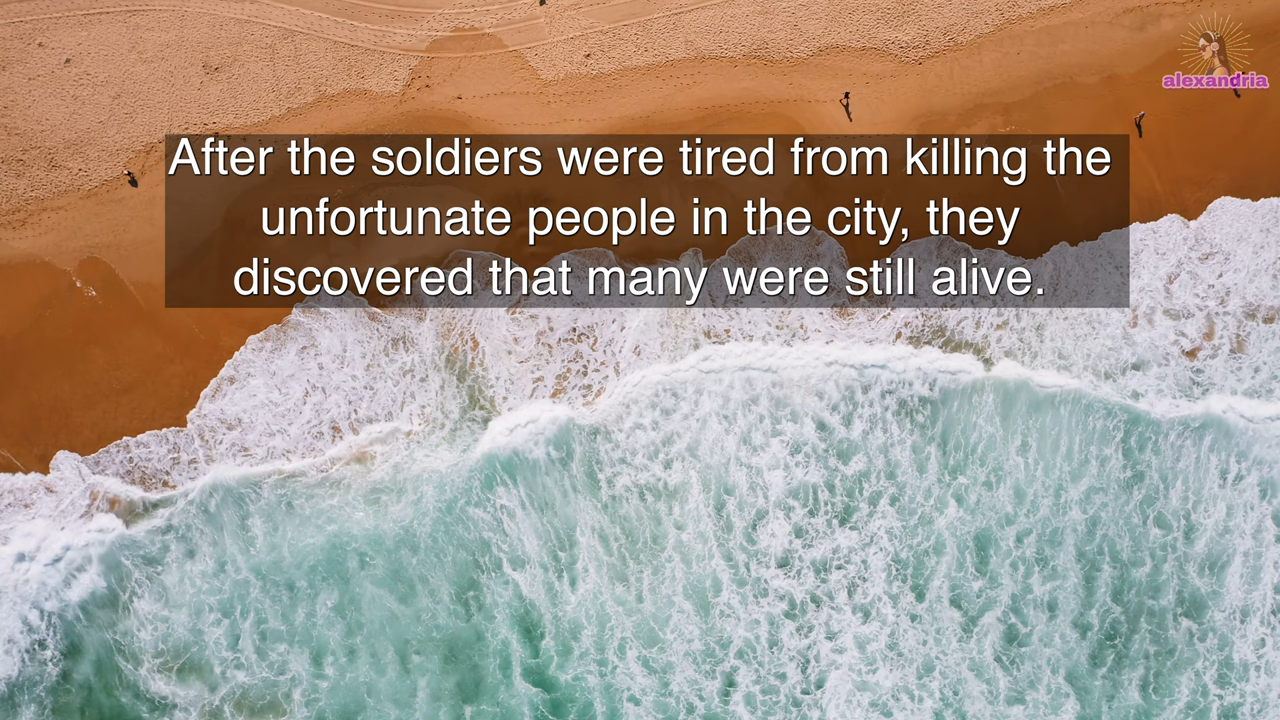 alexandria
After the soldiers were tired from killing the
unfortunate people in the city, they
discovered that many were still alive.